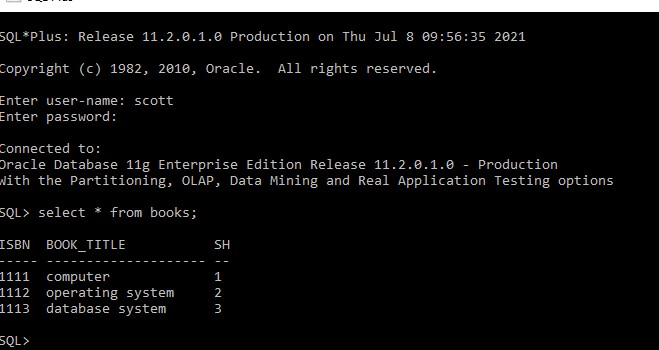 SQL*Plus: Release 11.2.0.1.0 Production on Thu Jul 8 09:56:35 2021
Copyright (c) 1982, 2010, Oracle.  All rights reserved.
Enter user-name: scott
Enter password:
Connected to:
Oracle Database 11g Enterprise Edition Release 11.2.0.1.0 - Production
With the Partitioning, OLAP, Data Mining and Real Application Testing options
SQL> select * from books;
ISBN  BOOK_TITLE           SH
----- -------------------- --
1111  computer             1
1112  operating system     2
1113  database system      3
SQL>